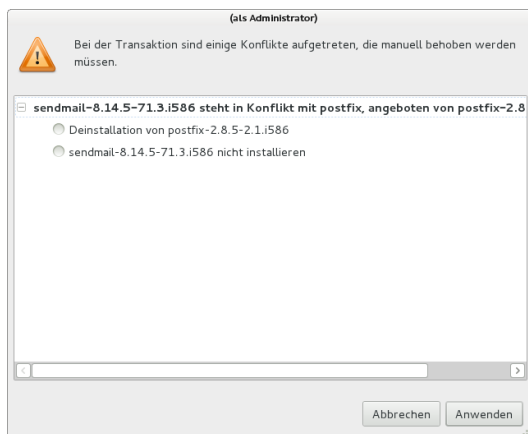 (als Administrator)
Bei der Transaktion sind einige Konflikte aufgetreten, die manuell behoben werden
müssen.
sendmail-8.14.5-71.3.i586 steht in Konflikt mit postfix, angeboten von postfix-2.8
Deinstallation von postfix-2.8.5-2.1.i586
sendmail-8.14.5-71.3.i586 nicht installieren
Abbrechen
Anwenden